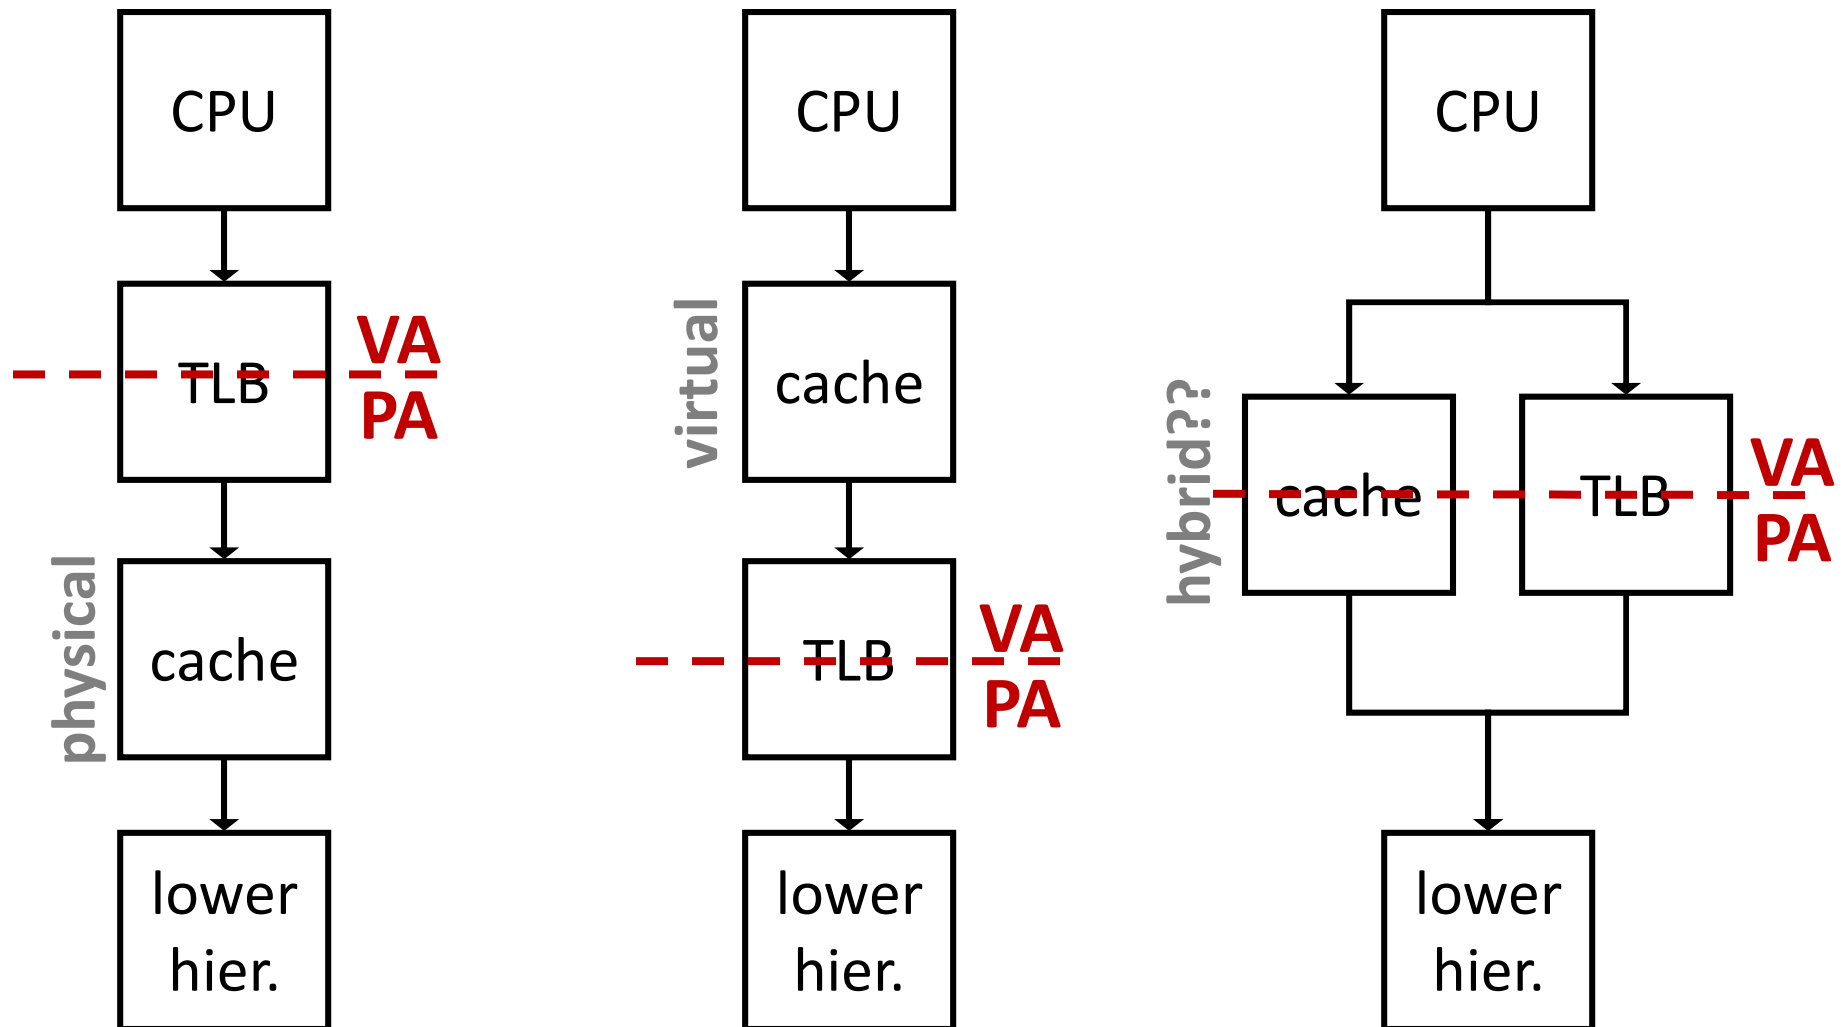 CPU
TLB
VA
PA
physical
cache
lower
hier.
CPU
virtual
cache
TLB
VA
PA
lower
hier.
CPU
hybrid??
cache
TLB
VA
PA
lower
hier.